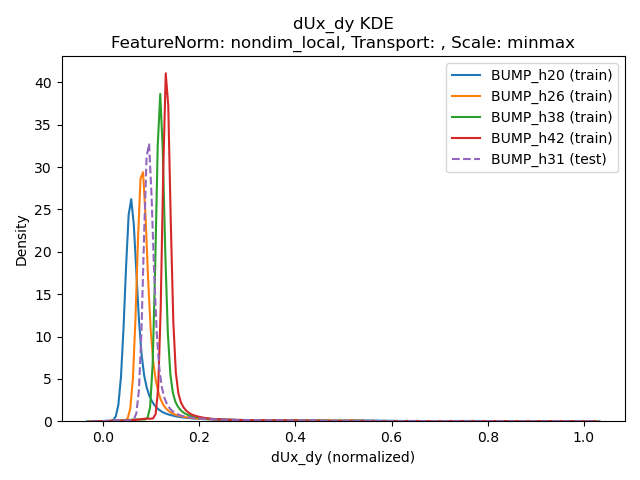 dUx_dy KDE
FeatureNorm: nondim_local, Transport: , Scale: minmax
BUMP_h20 (train)
BUMP_h26 (train)
BUMP_h38 (train)
BUMP_h42 (train)
BUMP_h31 (test)
Density
40
35
30
25
20
15
10
5
0
0.0 0.2 0.4 0.6 0.8 1.0
dUx_dy (normalized)